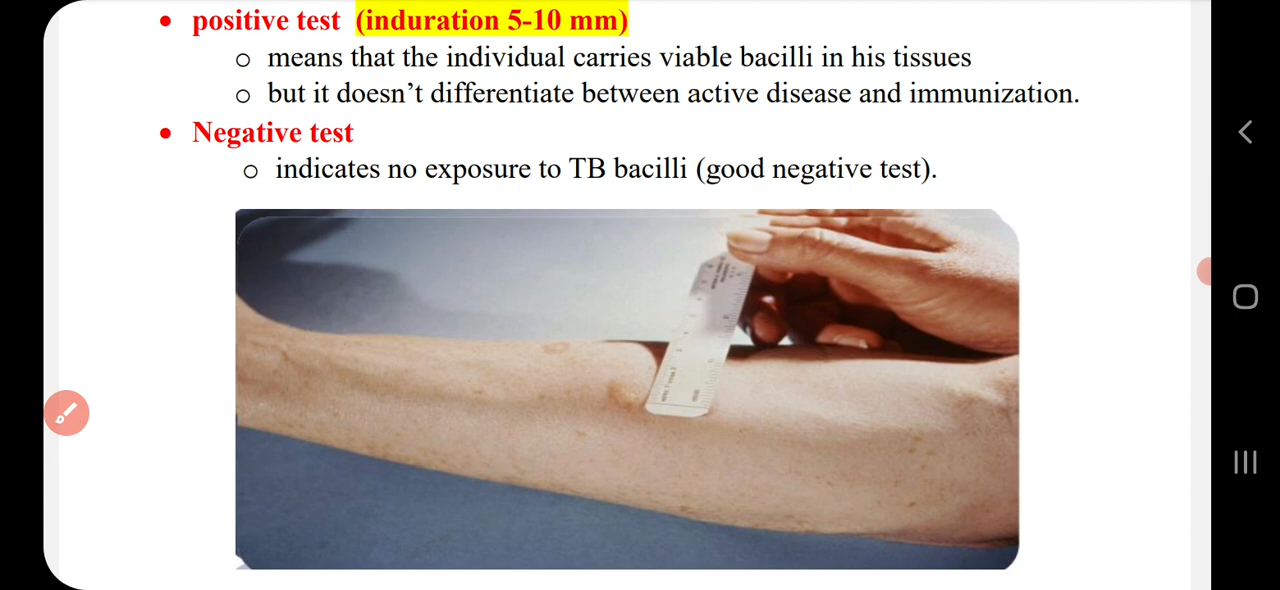 • positive test (induration 5-10 mm)
o means that the individual carries viable bacilli in his tissues
o but it doesn’t differentiate between active disease and immunization.
• Negative test
o indicates no exposure to TB bacilli (good negative test).